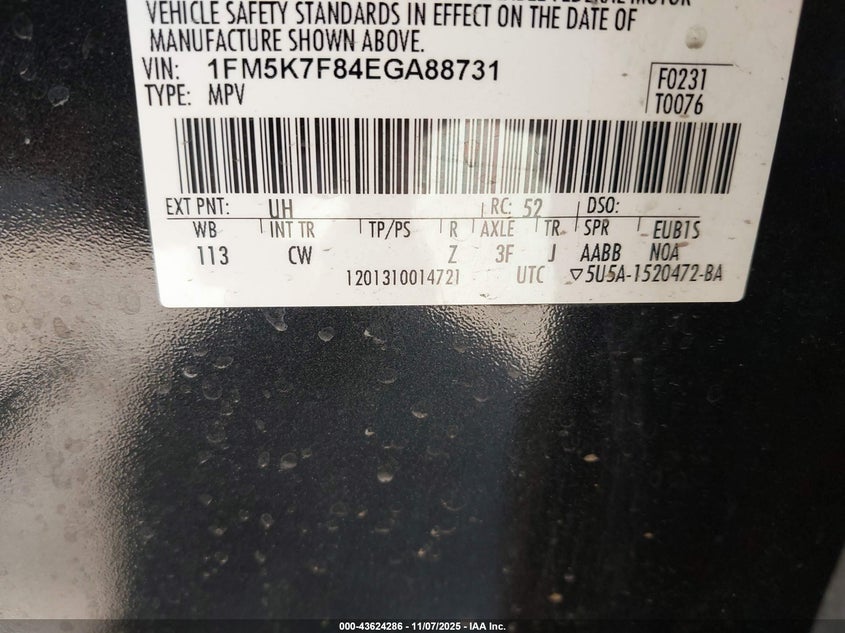 VEHICLE SAFETY STANDARDS IN EFFECT ON THE DATE OF
MANUFACTURE SHOWN ABOVE.
VIN: 1FM5K7F84EGA88731
TYPE: MPV
F0231
T0076
EXT PNT: UH RC: 52 DSO:
WB INT TR TP/PS R AXLE TR SPR EUB1S
113 CW Z 3F J AABB NOA
1201310014721 UTC ▽5U5A-1520472-BA
000-43624286 - 11/07/2025 - IAA Inc.